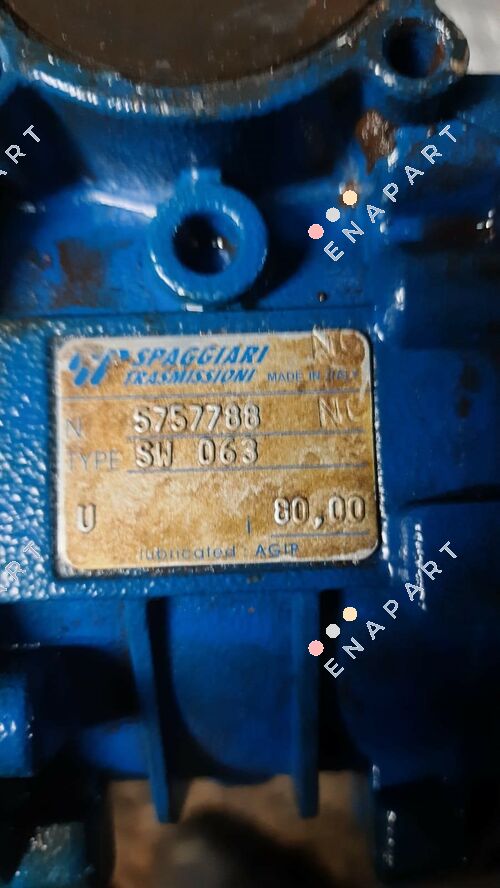 SPAGGIARI
TRASMISSIONI MADE IN ITALY
N 5757788
TYPE SW 063
U i 80,00
lubricated : AGIP
ENAPART
ENAPART